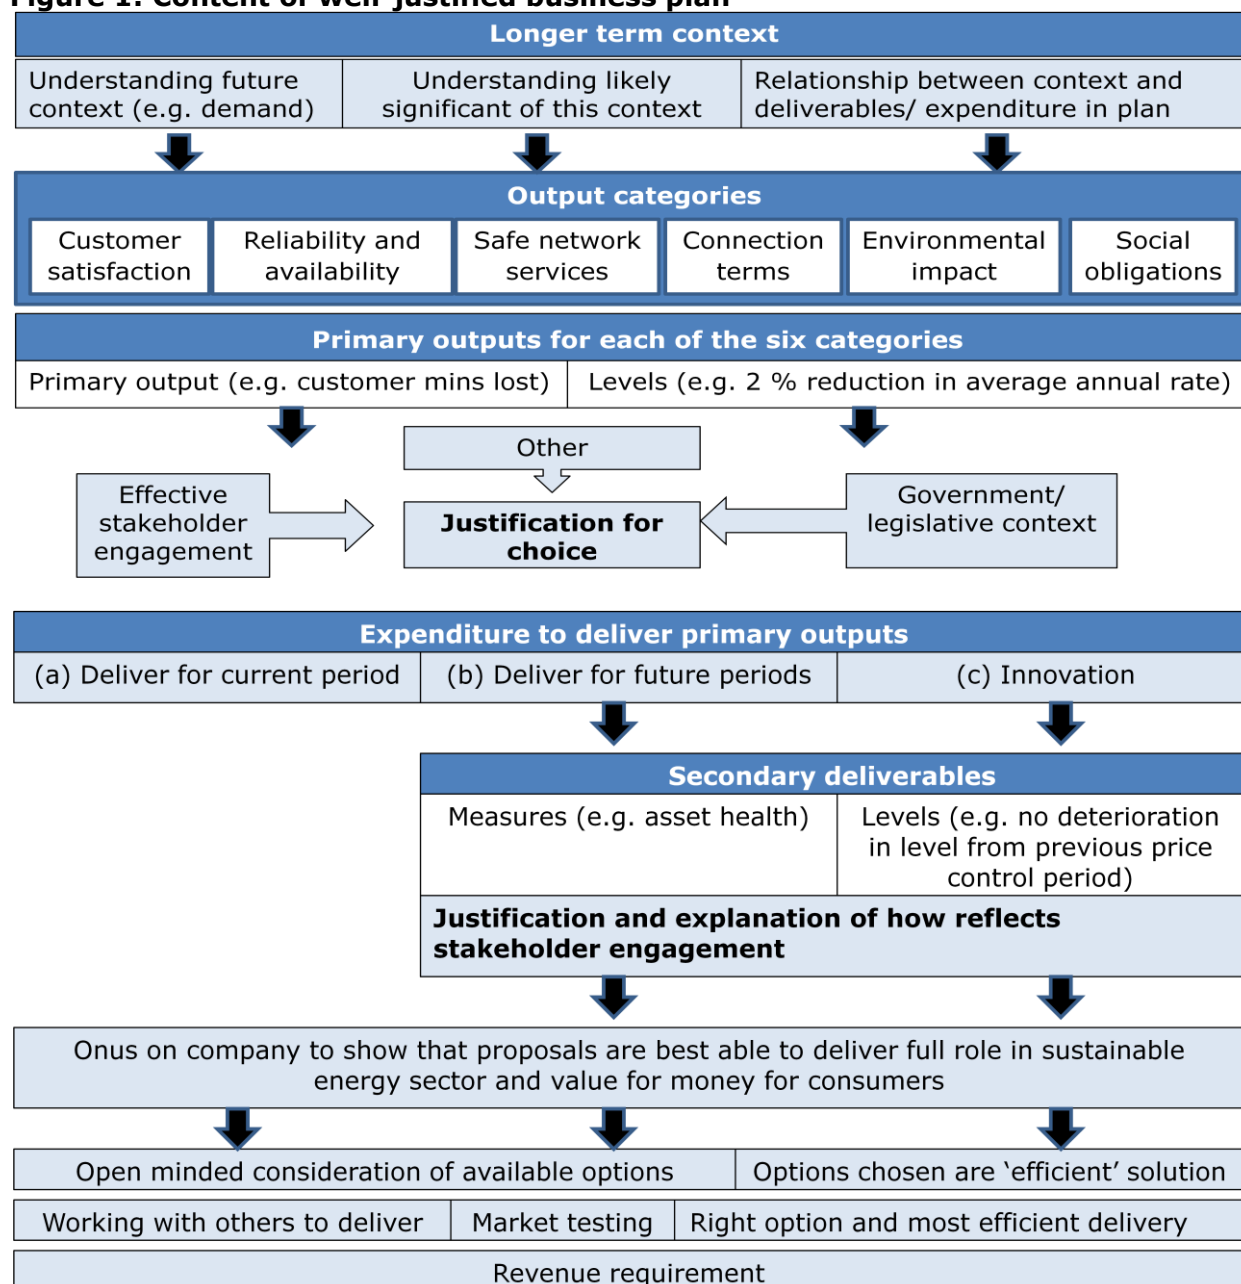 Figure 1: Content of well-justified business plan
Longer term context
Understanding future
context (e.g. demand)
Understanding likely
significant of this context
Relationship between context and
deliverables/ expenditure in plan
Output categories
Customer
satisfaction
Reliability and
availability
Safe network
services
Connection
terms
Environmental
impact
Social
obligations
Primary outputs for each of the six categories
Primary output (e.g. customer mins lost)
Levels (e.g. 2 % reduction in average annual rate)
Other
Effective
stakeholder
engagement
Justification for
choice
Government/
legislative context
Expenditure to deliver primary outputs
(a) Deliver for current period
(b) Deliver for future periods
(c) Innovation
Secondary deliverables
Measures (e.g. asset health)
Levels (e.g. no deterioration
in level from previous price
control period)
Justification and explanation of how reflects
stakeholder engagement
Onus on company to show that proposals are best able to deliver full role in sustainable
energy sector and value for money for consumers
Open minded consideration of available options
Options chosen are ‘efficient’ solution
Working with others to deliver
Market testing
Right option and most efficient delivery
Revenue requirement